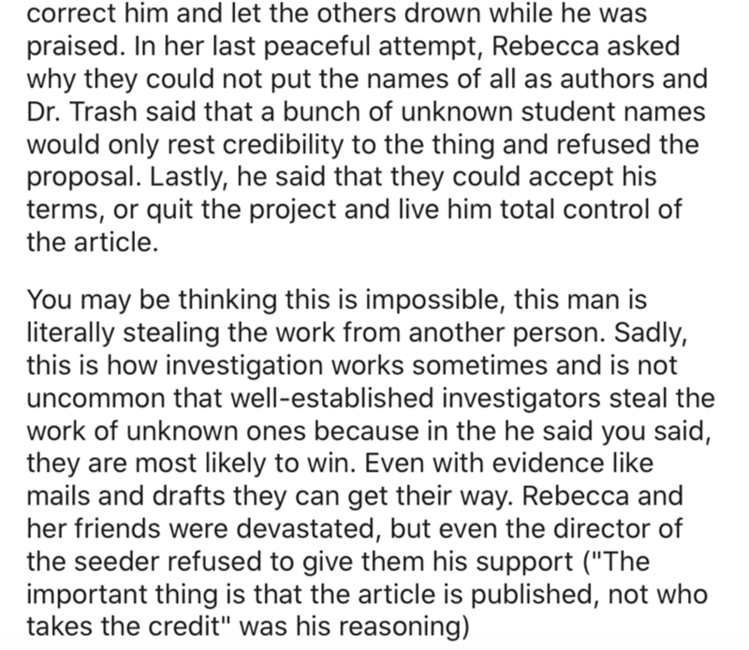 correct him and let the others drown while he was
praised. In her last peaceful attempt, Rebecca asked
why they could not put the names of all as authors and
Dr. Trash said that a bunch of unknown student names
would only rest credibility to the thing and refused the
proposal. Lastly, he said that they could accept his
terms, or quit the project and live him total control of
the article.
You may be thinking this is impossible, this man is
literally stealing the work from another person. Sadly,
this is how investigation works sometimes and is not
uncommon that well-established investigators steal the
work of unknown ones because in the he said you said,
they are most likely to win. Even with evidence like
mails and drafts they can get their way. Rebecca and
her friends were devastated, but even the director of
the seeder refused to give them his support ("The
important thing is that the article is published, not who
takes the credit" was his reasoning)